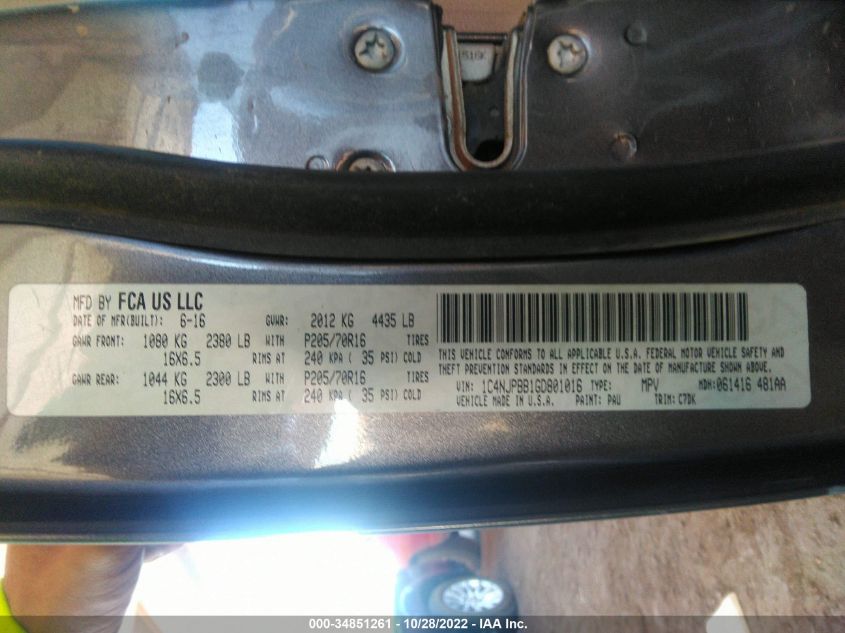 516C
MFD BY FCA US LLC
DATE OF MFR(BUILT): 6-16 GVWR: 2012 KG 4435 LB
GAWR FRONT: 1080 KG 2380 LB WITH P205/70R16 TIRES
16X6.5 RIMS AT 240 KPA ( 35 PSI) COLD
GAWR REAR: 1044 KG 2300 LB WITH P205/70R16 TIRES
16X6.5 RIMS AT 240 KPA ( 35 PSI) COLD
THIS VEHICLE CONFORMS TO ALL APPLICABLE U.S.A. FEDERAL MOTOR VEHICLE SAFETY AND
THEFT PREVENTION STANDARDS IN EFFECT ON THE DATE OF MANUFACTURE SHOWN ABOVE.
VIN: 1C4NJPBB1GD801016 TYPE: MPV MDH: 061416 481AA
VEHICLE MADE IN U.S.A. PAINT: PAU TRIM: C7DK
000-34851261 - 10/28/2022 - IAA Inc.